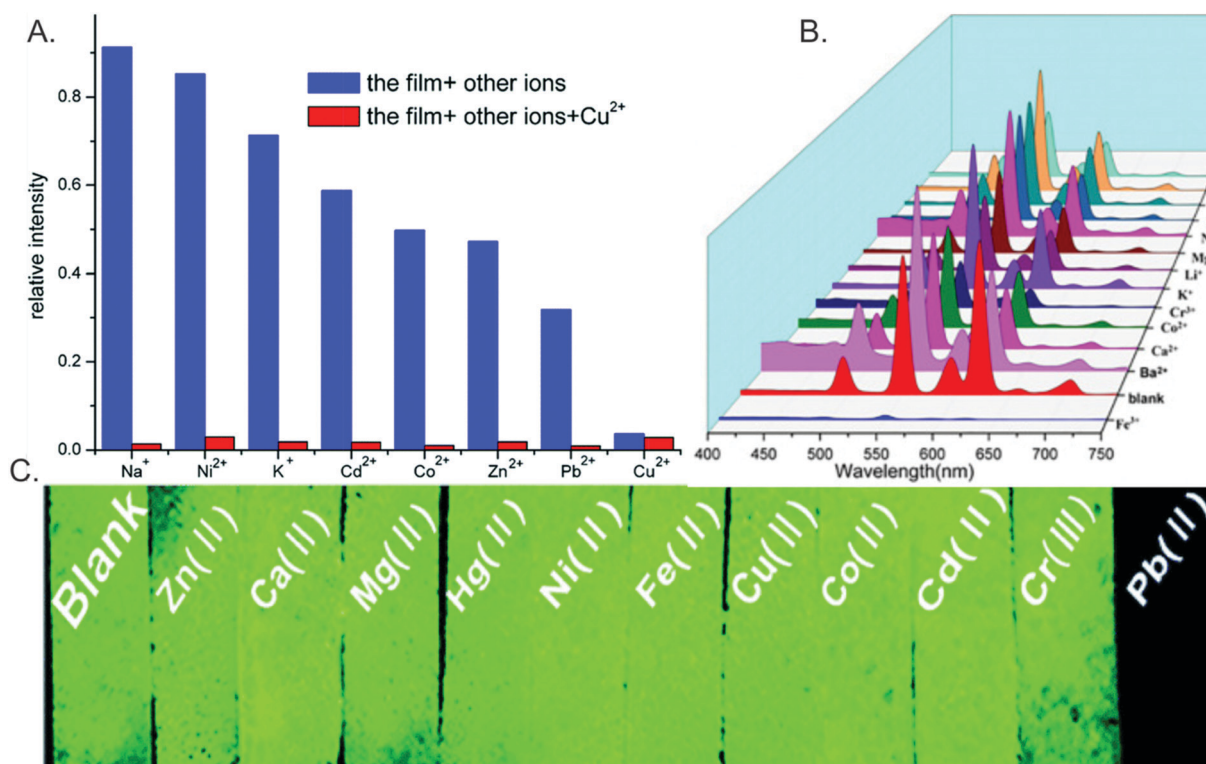 A.
B.
the film+ other ions
the film+ other ions+Cu²⁺
relative intensity
0.8
0.6
0.4
0.2
0.0
Na⁺ Ni²⁺ K⁺ Cd²⁺ Co²⁺ Zn²⁺ Pb²⁺ Cu²⁺
N
Mg
Li⁺
K⁺
Cr³⁺
Co²⁺
Ca²⁺
Ba²⁺
blank
Fe³⁺
400 450 500 550 600 650 700 750
Wavelength(nm)
C.
Blank
Zn(II)
Ca(II)
Mg(II)
Hg(II)
Ni(II)
Fe(II)
Cu(II)
Co(II)
Cd(II)
Cr(III)
Pb(II)